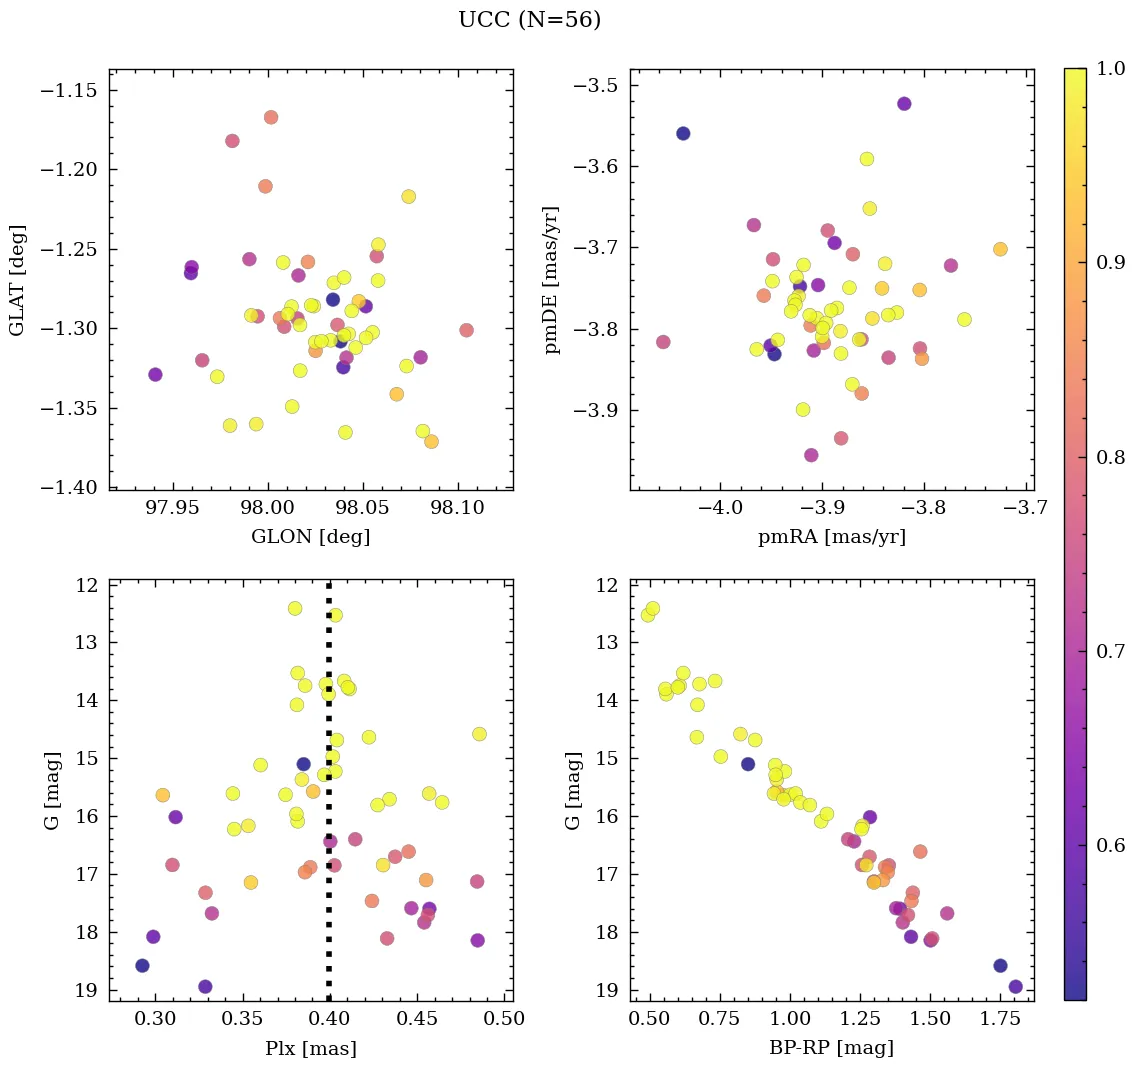 UCC (N=56)
−1.15
−1.20
−1.25
−1.30
−1.35
−1.40
GLAT [deg]
97.95 98.00 98.05 98.10
GLON [deg]
−3.5
−3.6
−3.7
−3.8
−3.9
pmDE [mas/yr]
−4.0 −3.9 −3.8 −3.7
pmRA [mas/yr]
12
13
14
15
16
17
18
19
G [mag]
0.30 0.35 0.40 0.45 0.50
Plx [mas]
12
13
14
15
16
17
18
19
G [mag]
0.50 0.75 1.00 1.25 1.50 1.75
BP-RP [mag]
1.0
0.9
0.8
0.7
0.6